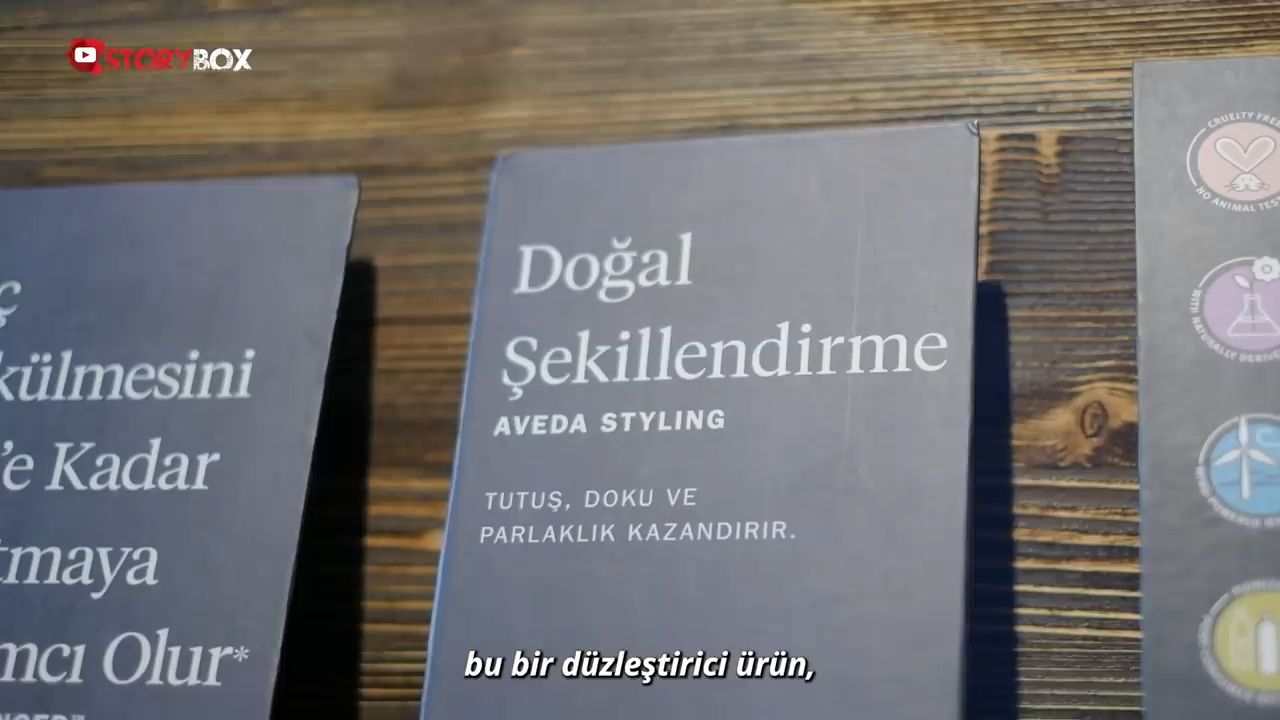 STORYBOX
külmesini
'e Kadar
tmaya
mcı Olur*
Doğal
Şekillendirme
AVEDA STYLING
TUTUŞ, DOKU VE
PARLAKLIK KAZANDIRIR.
CRUELTY FREE
NO ANIMAL
bu bir düzleştirici ürün,